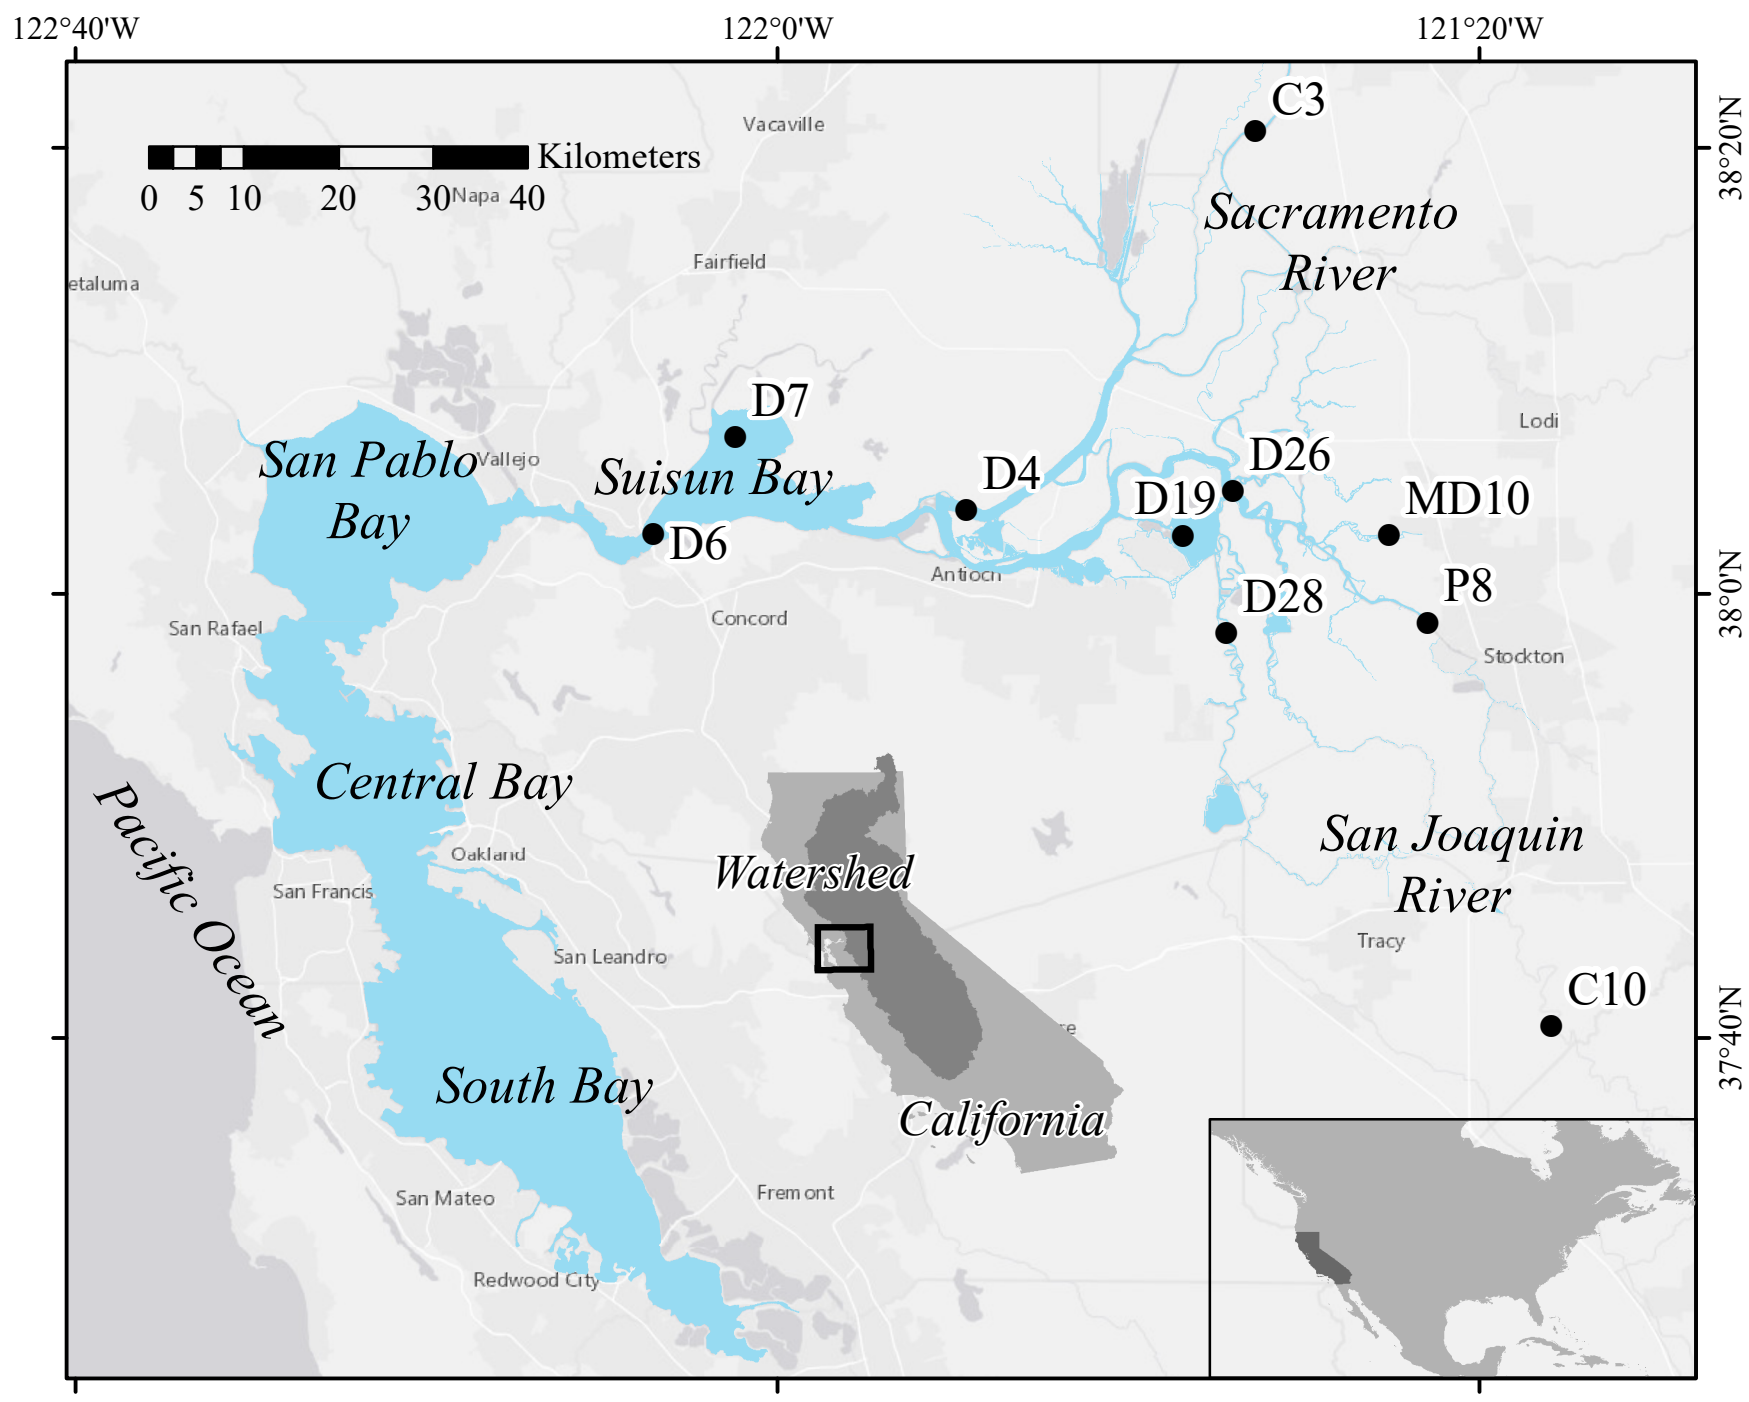 122°40'W
122°0'W
121°20'W
C3
38°20'N
Vacaville
Kilometers
0 5 10 20 30 40
Napa
Sacramento
River
Fairfield
etaluma
D7
Lodi
San Pablo
Bay
Vallejo
Suisun Bay
D4
D26
D19
MD10
D6
Antioch
D28
P8
38°0'N
Concord
San Rafael
Stockton
Central Bay
Pacific Ocean
San Joaquin
River
Oakland
Watershed
San Francis
Tracy
San Leandro
C10
re
37°40'N
South Bay
California
San Mateo
Fremont
Redwood City